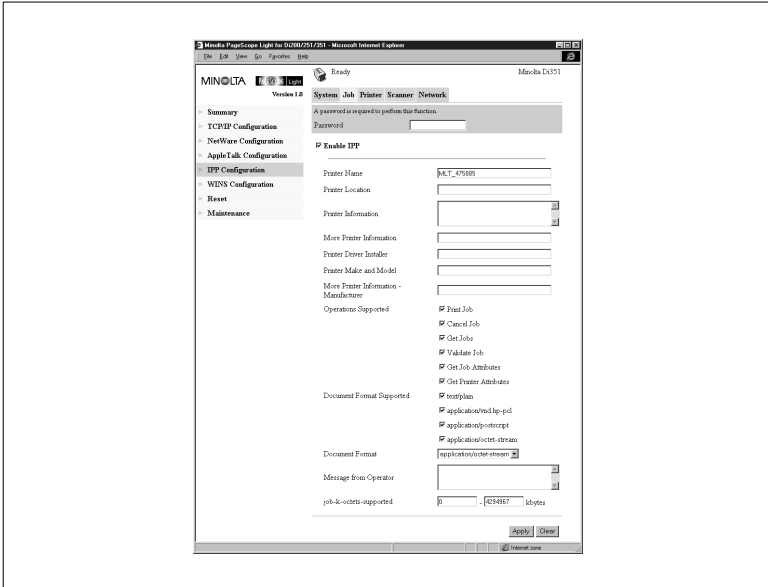 Minolta PageScope Light for Di200/251/351 - Microsoft Internet Explorer
File Edit View Go Favorites Help
MINOLTA Light
Version 1.0
Ready
Minolta Di351
System Job Printer Scanner Network
Summary
TCP/IP Configuration
NetWare Configuration
AppleTalk Configuration
IPP Configuration
WINS Configuration
Reset
Maintenance
A password is required to perform this function.
Password
Enable IPP
Printer Name MLT_475885
Printer Location
Printer Information
More Printer Information
Printer Driver Installer
Printer Make and Model
More Printer Information -
Manufacturer
Operations Supported Print Job
Cancel Job
Get Jobs
Validate Job
Get Job Attributes
Get Printer Attributes
Document Format Supported text/plain
application/vnd.hp-pcl
application/postscript
application/octet-stream
Document Format application/octet-stream
Message from Operator
job-k-octets-supported 0 - 4294967 kbytes
Apply Clear
Internet zone